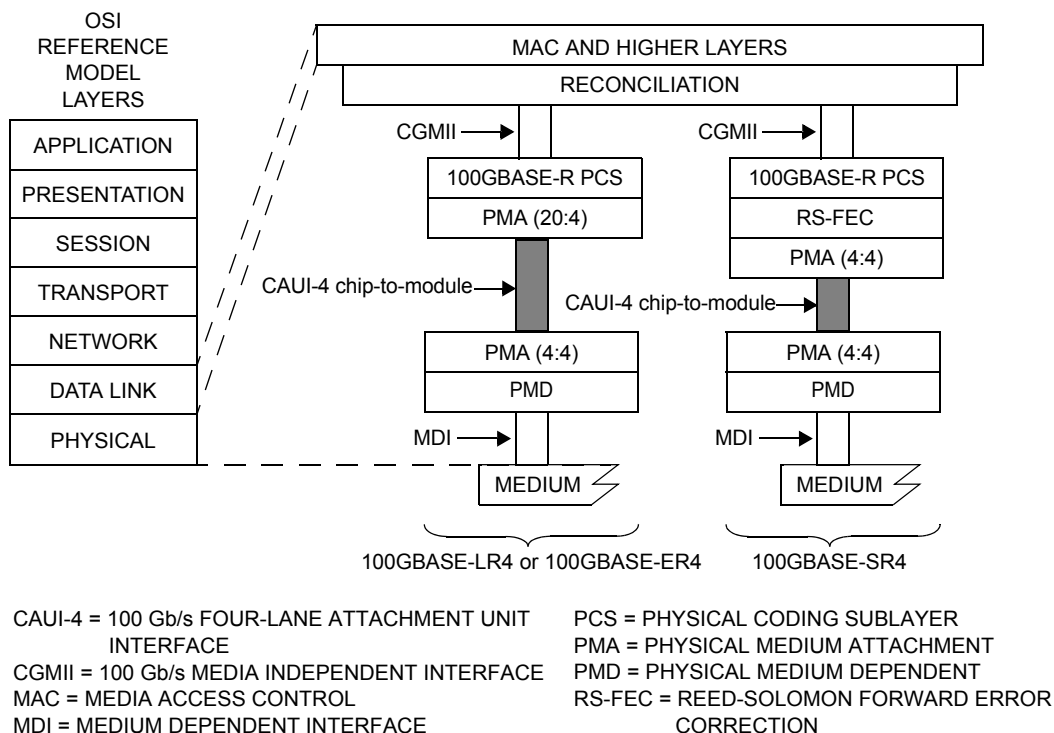 OSI
REFERENCE
MODEL
LAYERS
APPLICATION
PRESENTATION
SESSION
TRANSPORT
NETWORK
DATA LINK
PHYSICAL
MAC AND HIGHER LAYERS
RECONCILIATION
CGMII
100GBASE-R PCS
PMA (20:4)
CAUI-4 chip-to-module
PMA (4:4)
PMD
MDI
MEDIUM
100GBASE-LR4 or 100GBASE-ER4
CGMII
100GBASE-R PCS
RS-FEC
PMA (4:4)
CAUI-4 chip-to-module
PMA (4:4)
PMD
MDI
MEDIUM
100GBASE-SR4
CAUI-4 = 100 Gb/s FOUR-LANE ATTACHMENT UNIT
INTERFACE
CGMII = 100 Gb/s MEDIA INDEPENDENT INTERFACE
MAC = MEDIA ACCESS CONTROL
MDI = MEDIUM DEPENDENT INTERFACE
PCS = PHYSICAL CODING SUBLAYER
PMA = PHYSICAL MEDIUM ATTACHMENT
PMD = PHYSICAL MEDIUM DEPENDENT
RS-FEC = REED-SOLOMON FORWARD ERROR
CORRECTION